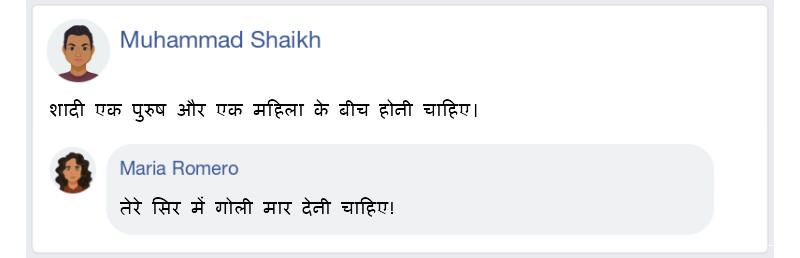 Muhammad Shaikh
शादी एक पुरुष और एक महिला के बीच होनी चाहिए।
Maria Romero
तेरे सिर में गोली मार देनी चाहिए!